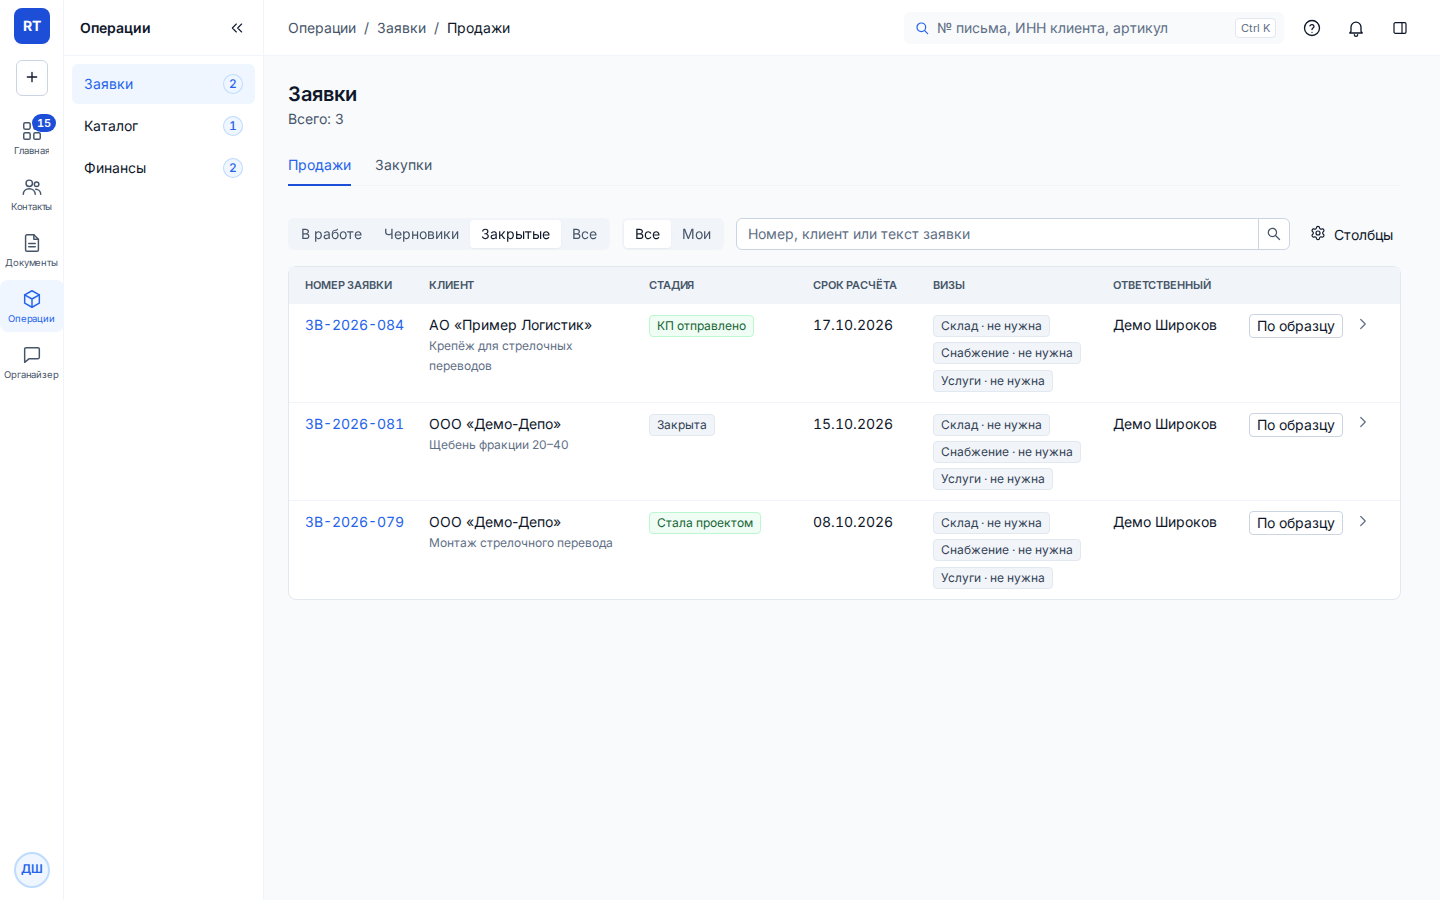 RT
Операции
Операции / Заявки / Продажи
№ письма, ИНН клиента, артикул
Ctrl K
15
Главная
Контакты
Документы
Операции
Органайзер
Заявки 2
Каталог 1
Финансы 2
Заявки
Всего: 3
Продажи Закупки
В работе Черновики Закрытые Все Все Мои Номер, клиент или текст заявки Столбцы
НОМЕР ЗАЯВКИ КЛИЕНТ СТАДИЯ СРОК РАСЧЁТА ВИЗЫ ОТВЕТСТВЕННЫЙ
ЗВ-2026-084 АО «Пример Логистик» КП отправлено 17.10.2026 Склад · не нужна Демо Широков По образцу
Крепёж для стрелочных
переводов
Снабжение · не нужна
Услуги · не нужна
ЗВ-2026-081 ООО «Демо-Депо» Закрыта 15.10.2026 Склад · не нужна Демо Широков По образцу
Щебень фракции 20–40
Снабжение · не нужна
Услуги · не нужна
ЗВ-2026-079 ООО «Демо-Депо» Стала проектом 08.10.2026 Склад · не нужна Демо Широков По образцу
Монтаж стрелочного перевода
Снабжение · не нужна
Услуги · не нужна
ДШ